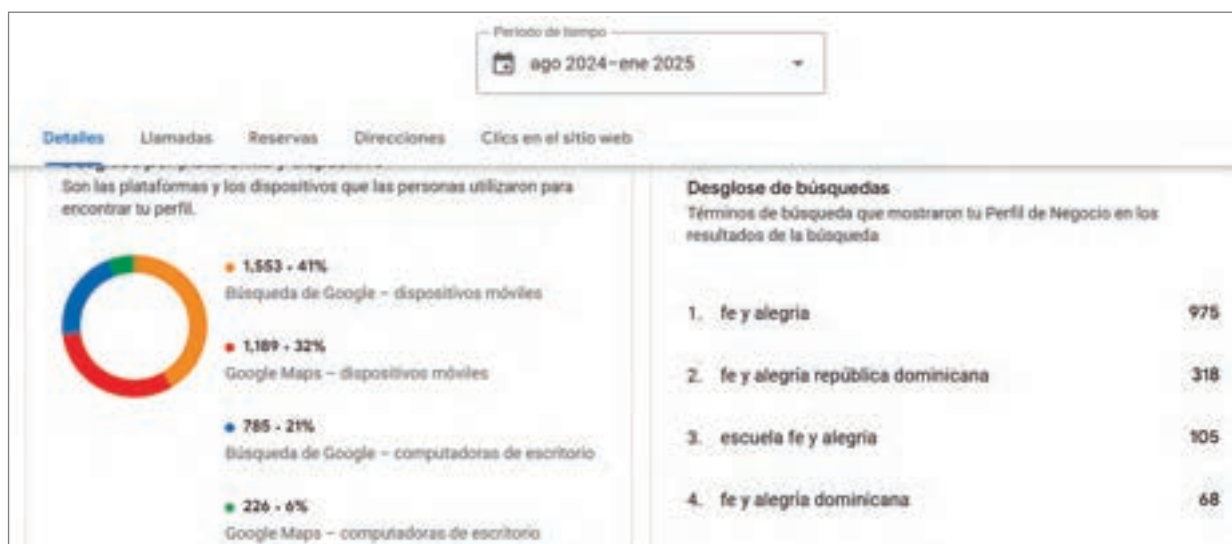 Período de tiempo
ago 2024–ene 2025
Detalles Llamadas Reservas Direcciones Clics en el sitio web
Son las plataformas y los dispositivos que las personas utilizaron para
encontrar tu perfil.
1,553 - 41%
Búsqueda de Google – dispositivos móviles
1,189 - 32%
Google Maps – dispositivos móviles
785 - 21%
Búsqueda de Google – computadoras de escritorio
226 - 6%
Google Maps – computadoras de escritorio
Desglose de búsquedas
Términos de búsqueda que mostraron tu Perfil de Negocio en los
resultados de la búsqueda
1. fe y alegria 975
2. fe y alegria república dominicana 318
3. escuela fe y alegria 105
4. fe y alegria dominicana 68